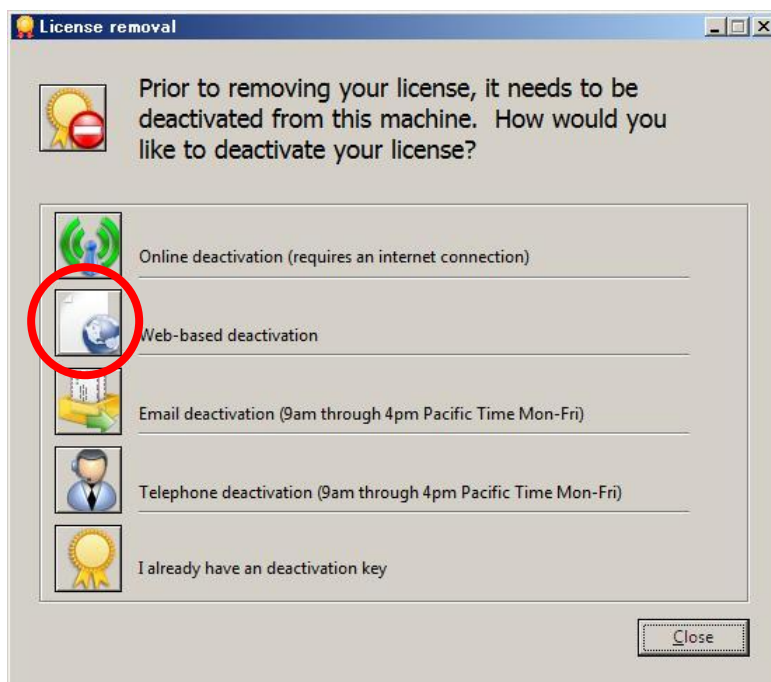 License removal
Prior to removing your license, it needs to be
deactivated from this machine. How would you
like to deactivate your license?
Online deactivation (requires an internet connection)
Web-based deactivation
Email deactivation (9am through 4pm Pacific Time Mon-Fri)
Telephone deactivation (9am through 4pm Pacific Time Mon-Fri)
I already have an deactivation key
Close